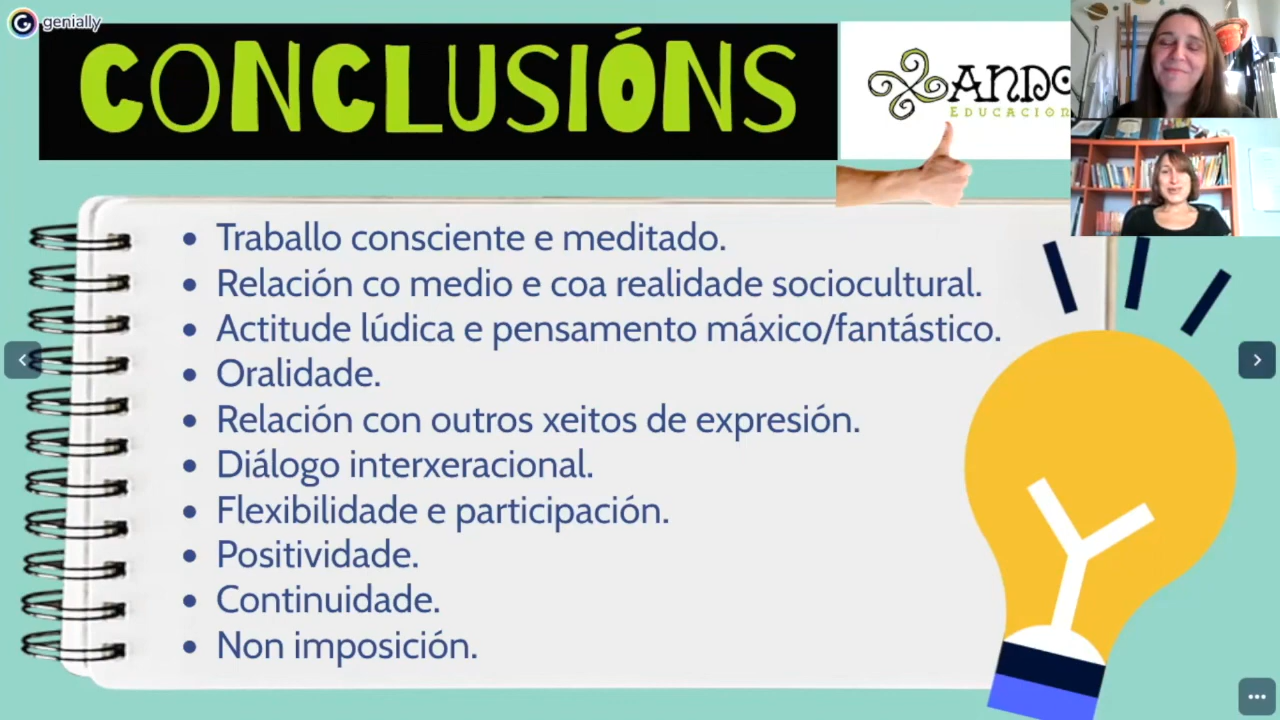 genially
CONCLUSIÓNS
EDUCACIÓN
Traballo consciente e meditado.
Relación co medio e coa realidade sociocultural.
Actitude lúdica e pensamento máxico/fantástico.
Oralidade.
Relación con outros xeitos de expresión.
Diálogo interxeracional.
Flexibilidade e participación.
Positividade.
Continuidade.
Non imposición.